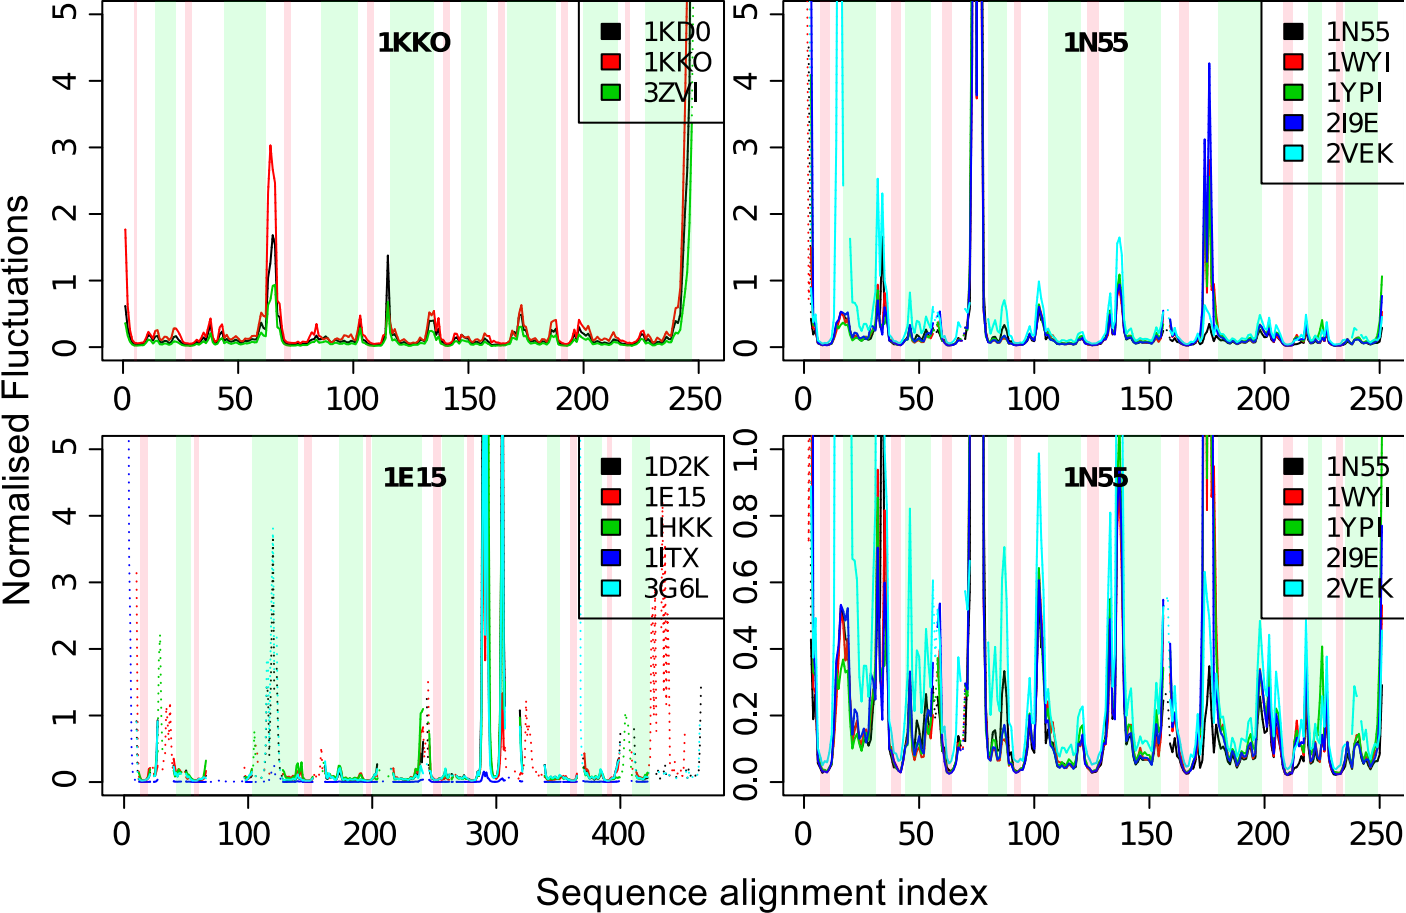 Normalised Fluctuations
5
4
3
2
1
0
1KKO
1KD0
1KKO
3ZVI
0 50 100 150 200 250
5
4
3
2
1
0
1N55
1N55
1WYI
1YPI
2I9E
2VEK
0 50 100 150 200 250
5
4
3
2
1
0
1E15
1D2K
1E15
1HKK
1ITX
3G6L
0 100 200 300 400
1.0
0.8
0.6
0.4
0.2
0.0
1N55
1N55
1WYI
1YPI
2I9E
2VEK
0 50 100 150 200 250
Sequence alignment index